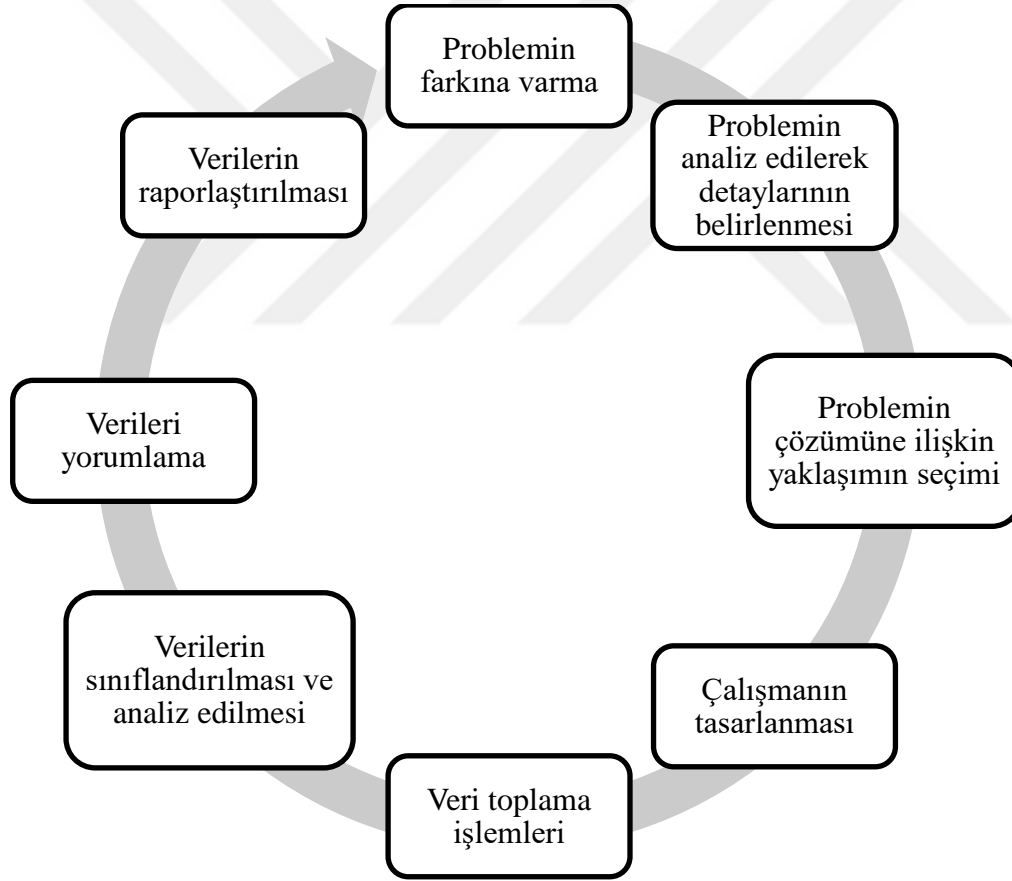 Problemin
farkına varma
Problemin
analiz edilerek
detaylarının
belirlenmesi
Problemin
çözümüne ilişkin
yaklaşımın seçimi
Çalışmanın
tasarlanması
Veri toplama
işlemleri
Verilerin
sınıflandırılması ve
analiz edilmesi
Verileri
yorumlama
Verilerin
raporlaştırılması